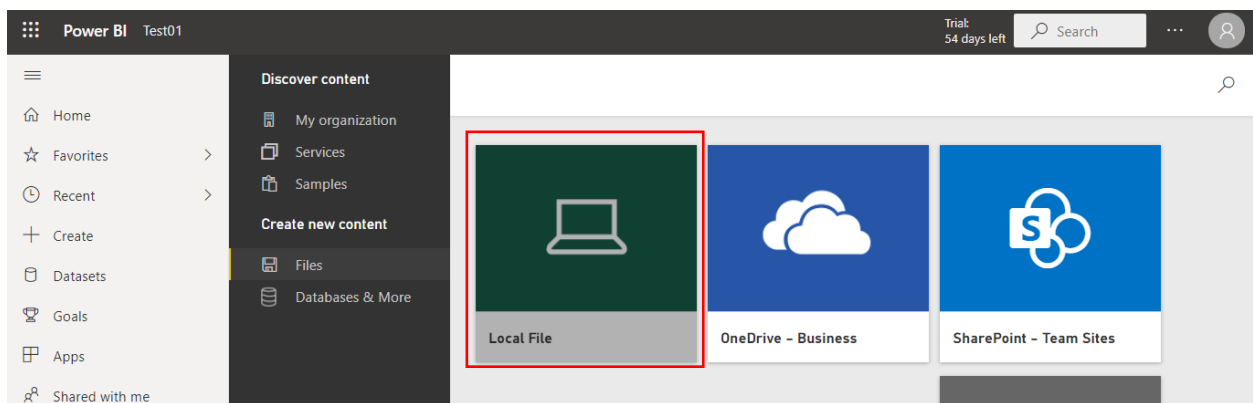 Power BI Test01
Trial:
54 days left
Search
Home
Favorites
Recent
Create
Datasets
Goals
Apps
Shared with me
Discover content
My organization
Services
Samples
Create new content
Files
Databases & More
Local File
OneDrive – Business
S
SharePoint – Team Sites